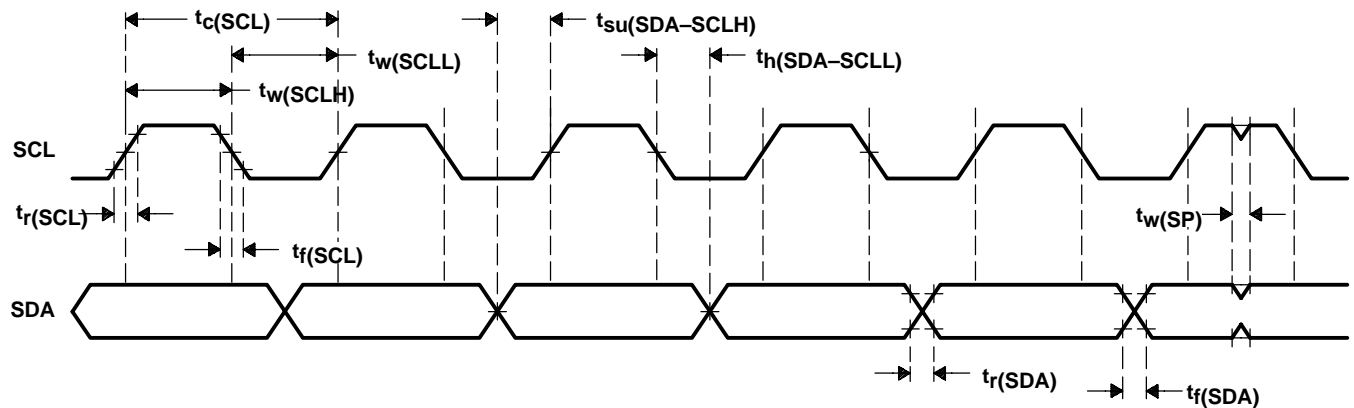 tc(SCL)
tsu(SDA–SCLH)
tw(SCLL)
th(SDA–SCLL)
tw(SCLH)
SCL
tr(SCL)
tw(SP)
tf(SCL)
SDA
tr(SDA)
tf(SDA)